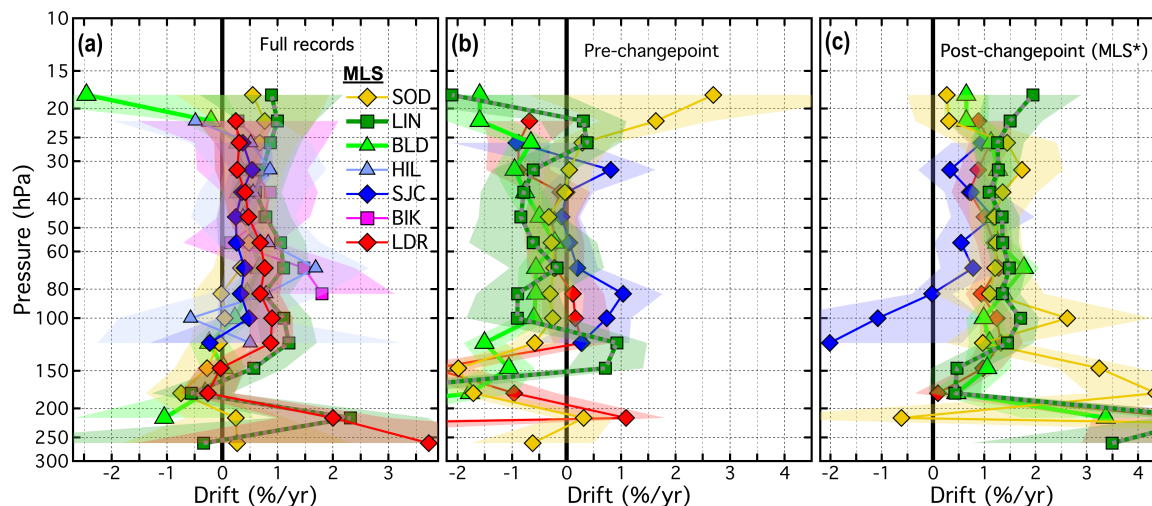 (a)
Full records
MLS
SOD
LIN
BLD
HIL
SJC
BIK
LDR
(b)
Pre-changepoint
(c)
Post-changepoint (MLS*)
Pressure (hPa)
10
15
20
25
30
40
50
60
80
100
150
200
250
300
-2 -1 0 1 2 3
-2 -1 0 1 2 3 4
-2 -1 0 1 2 3 4
Drift (%/yr)
Drift (%/yr)
Drift (%/yr)